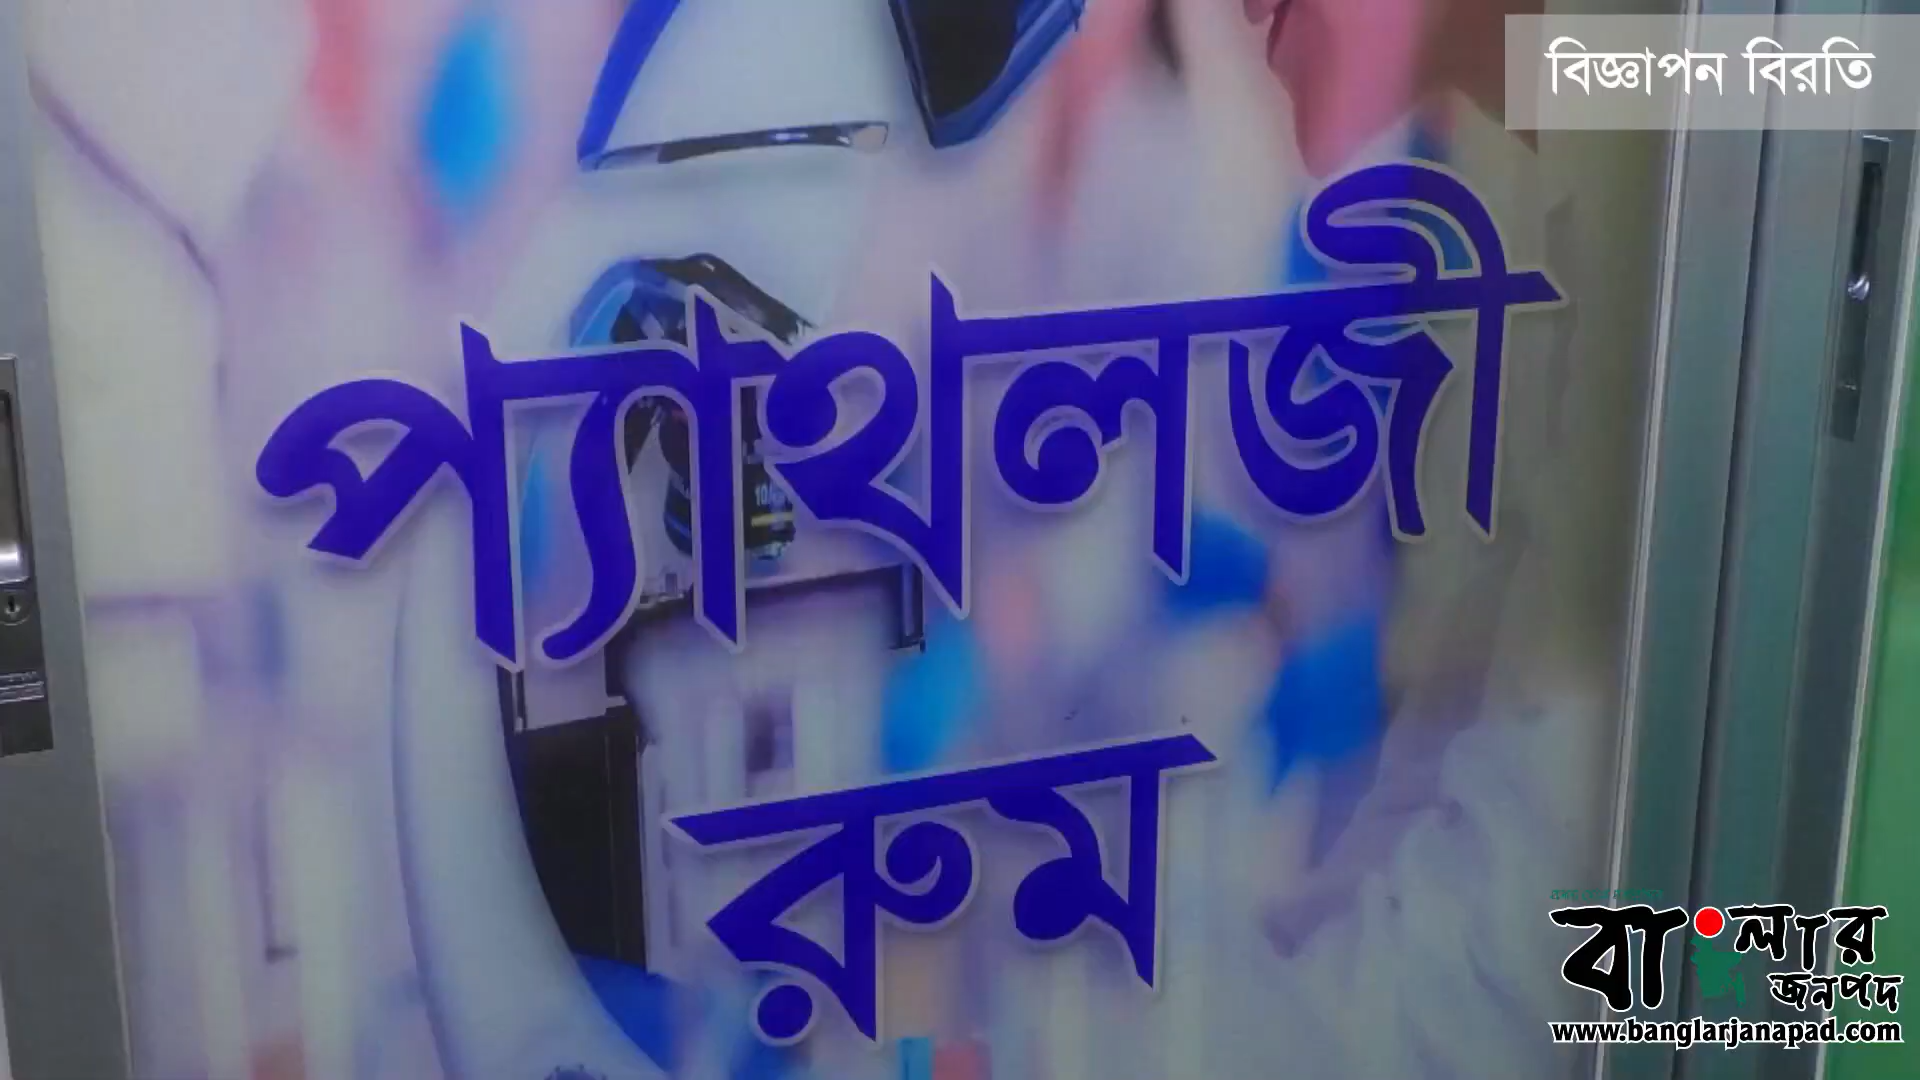 বিজ্ঞাপন বিরতি
প্যাথলজী
রুম
বাংলার
জনপদ
www.banglarjanapad.com